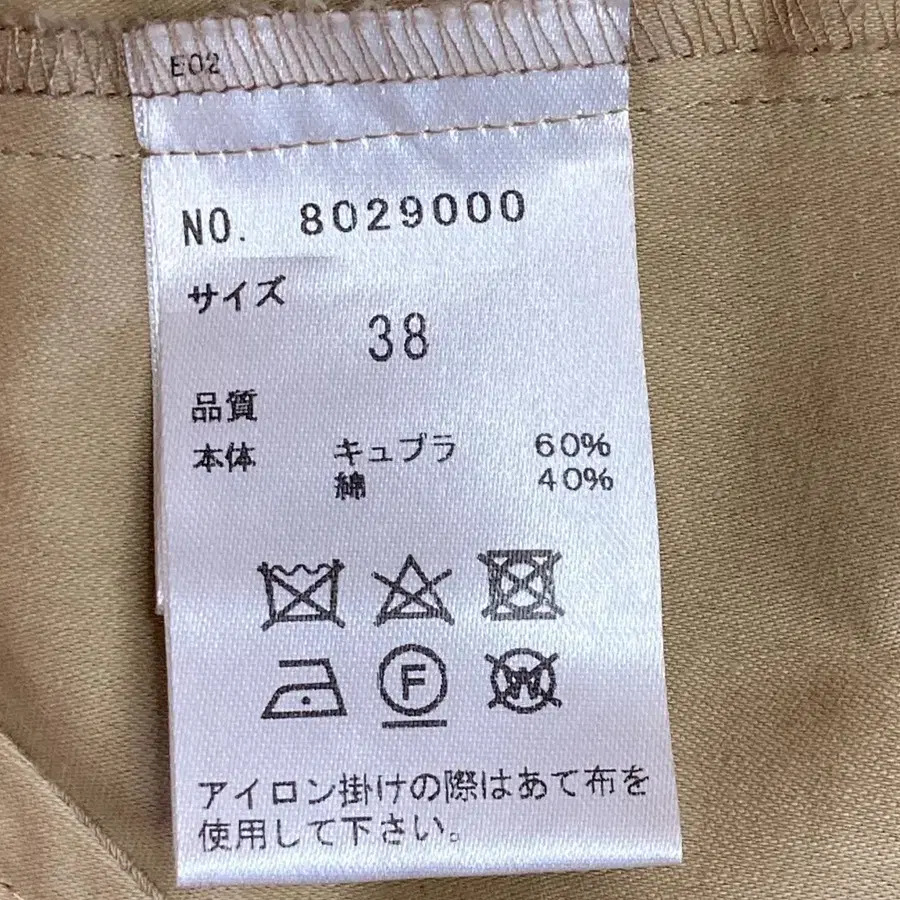 E02
NO. 8029000
サイズ
38
品質
本体 キュプラ 60%
綿 40%
F
W
アイロン掛けの際はあて布を
使用して下さい。